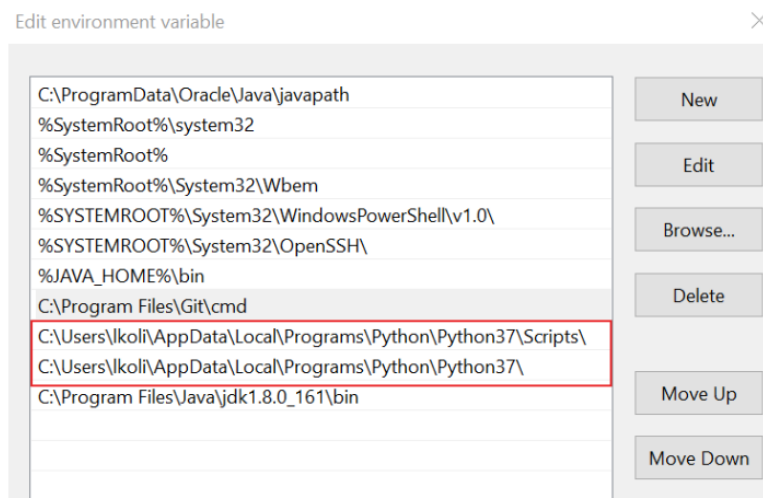 Edit environment variable
C:\ProgramData\Oracle\Java\javapath
New
%SystemRoot%\system32
%SystemRoot%
Edit
%SystemRoot%\System32\Wbem
%SYSTEMROOT%\System32\WindowsPowerShell\v1.0\
Browse...
%SYSTEMROOT%\System32\OpenSSH\
%JAVA_HOME%\bin
Delete
C:\Program Files\Git\cmd
C:\Users\lkoli\AppData\Local\Programs\Python\Python37\Scripts\
C:\Users\lkoli\AppData\Local\Programs\Python\Python37\
C:\Program Files\Java\jdk1.8.0_161\bin
Move Up
Move Down